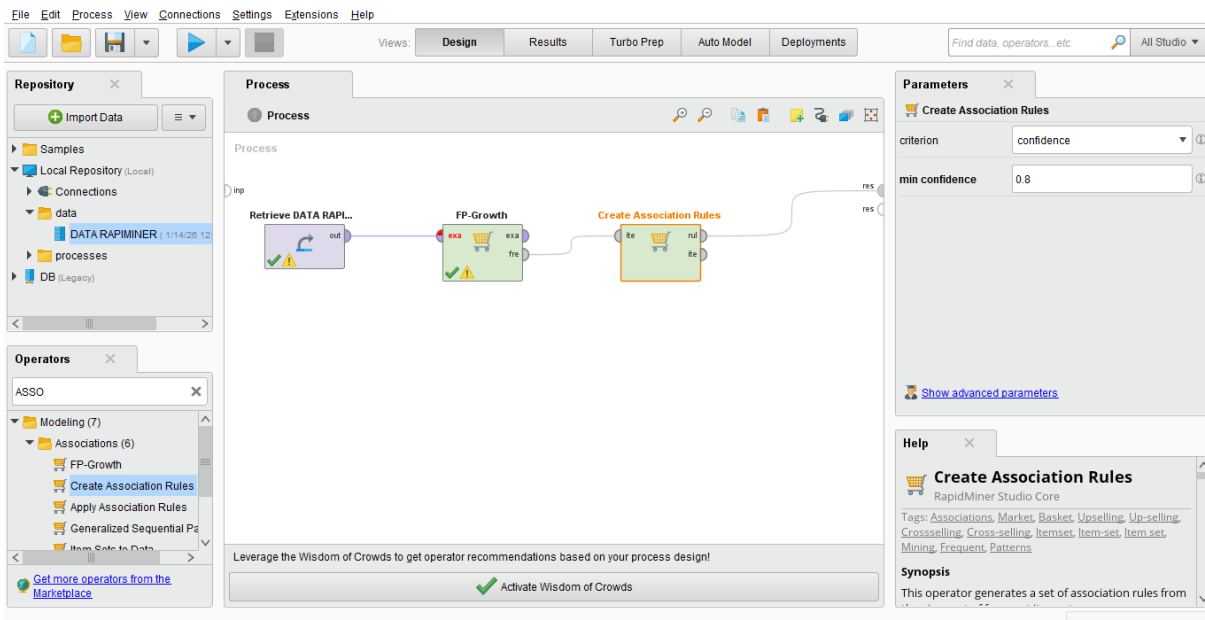 File Edit Process View Connections Settings Extensions Help
Views: Design Results Turbo Prep Auto Model Deployments
Find data, operators...etc
All Studio
Repository
Import Data
Samples
Local Repository (Local)
Connections
data
DATA RAPIMINER ( 1/14/26 12:
processes
DB (Legacy)
Operators
ASSO
Modeling (7)
Associations (6)
FP-Growth
Create Association Rules
Apply Association Rules
Generalized Sequential Pa
Item Sets to Data
Get more operators from the
Marketplace
Process
Process
Process
inp
Retrieve DATA RAPI...
out
FP-Growth
exa exa
fre
Create Association Rules
ite rul
ite
res
res
Leverage the Wisdom of Crowds to get operator recommendations based on your process design!
Activate Wisdom of Crowds
Parameters
Create Association Rules
criterion confidence
min confidence 0.8
Show advanced parameters
Help
Create Association Rules
RapidMiner Studio Core
Tags: Associations, Market, Basket, Upselling, Up-selling,
Crossselling, Cross-selling, Itemset, Item-set, Item set,
Mining, Frequent, Patterns
Synopsis
This operator generates a set of association rules from